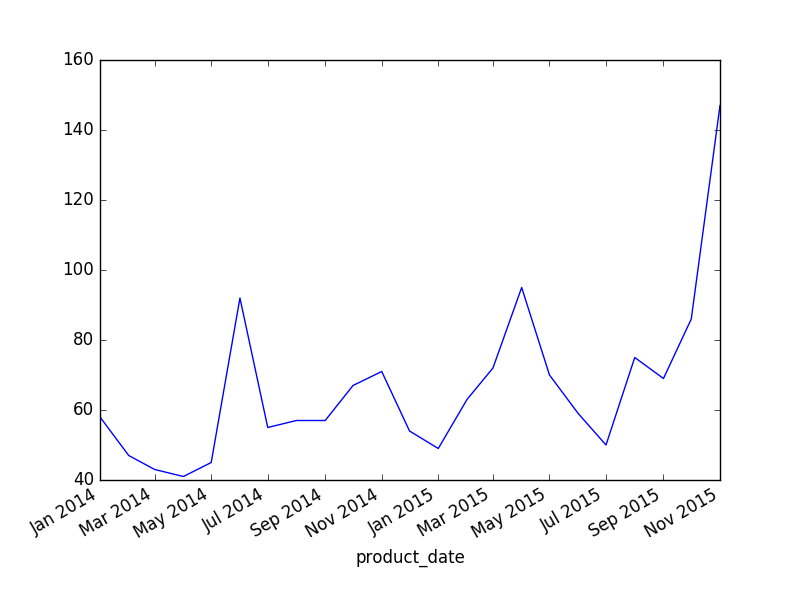 160
140
120
100
80
60
40
Jan 2014
Mar 2014
May 2014
Jul 2014
Sep 2014
Nov 2014
Jan 2015
Mar 2015
May 2015
Jul 2015
Sep 2015
Nov 2015
product_date